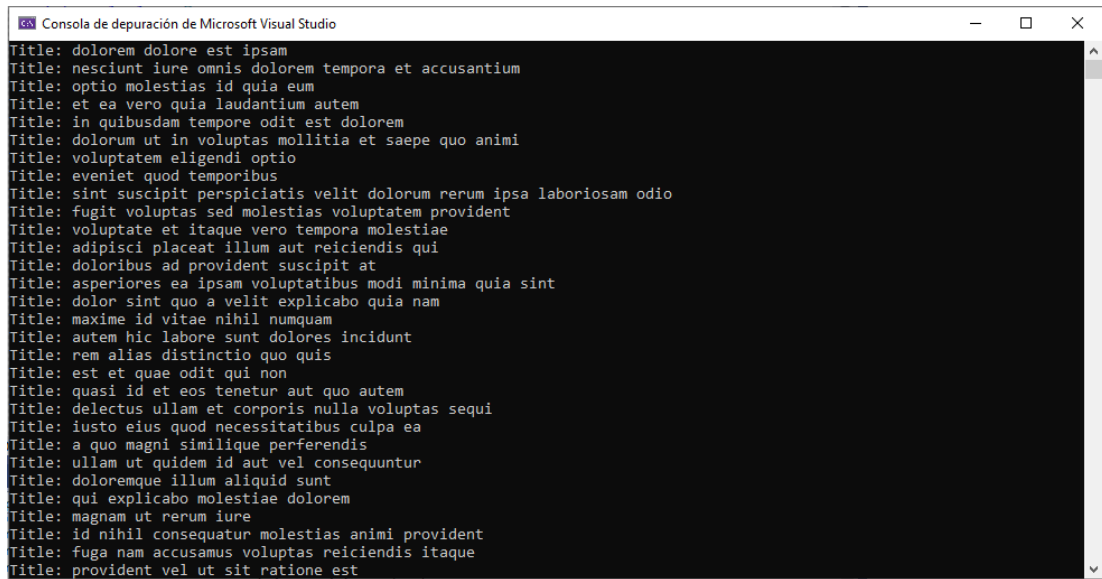 Consola de depuración de Microsoft Visual Studio
Title: dolorem dolore est ipsam
Title: nesciunt iure omnis dolorem tempora et accusantium
Title: optio molestias id quia eum
Title: et ea vero quia laudantium autem
Title: in quibusdam tempore odit est dolorem
Title: dolorum ut in voluptas mollitia et saepe quo animi
Title: voluptatem eligendi optio
Title: eveniet quod temporibus
Title: sint suscipit perspiciatis velit dolorum rerum ipsa laboriosam odio
Title: fugit voluptas sed molestias voluptatem provident
Title: voluptate et itaque vero tempora molestiae
Title: adipisci placeat illum aut reiciendis qui
Title: doloribus ad provident suscipit at
Title: asperiores ea ipsam voluptatibus modi minima quia sint
Title: dolor sint quo a velit explicabo quia nam
Title: maxime id vitae nihil numquam
Title: autem hic labore sunt dolores incidunt
Title: rem alias distinctio quo quis
Title: est et quae odit qui non
Title: quasi id et eos tenetur aut quo autem
Title: delectus ullam et corporis nulla voluptas sequi
Title: iusto eius quod necessitatibus culpa ea
Title: a quo magni similique perferendis
Title: ullam ut quidem id aut vel consequuntur
Title: doloremque illum aliquid sunt
Title: qui explicabo molestiae dolorem
Title: magnam ut rerum iure
Title: id nihil consequatur molestias animi provident
Title: fuga nam accusamus voluptas reiciendis itaque
Title: provident vel ut sit ratione est